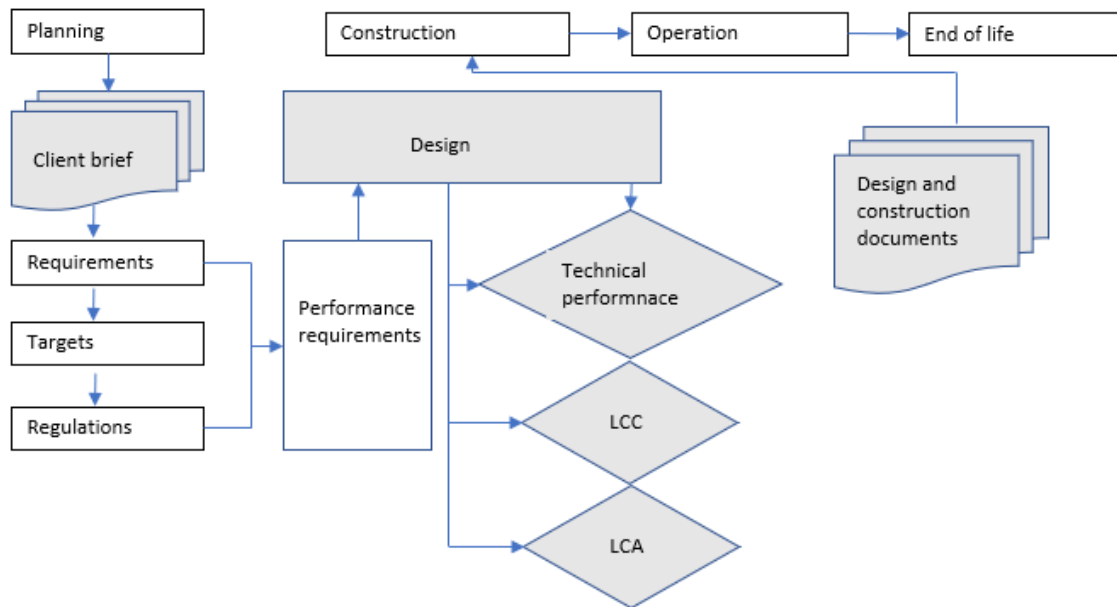 Planning
Client brief
Requirements
Targets
Regulations
Performance
requirements
Design
Technical
performnace
LCC
LCA
Construction
Operation
End of life
Design and
construction
documents